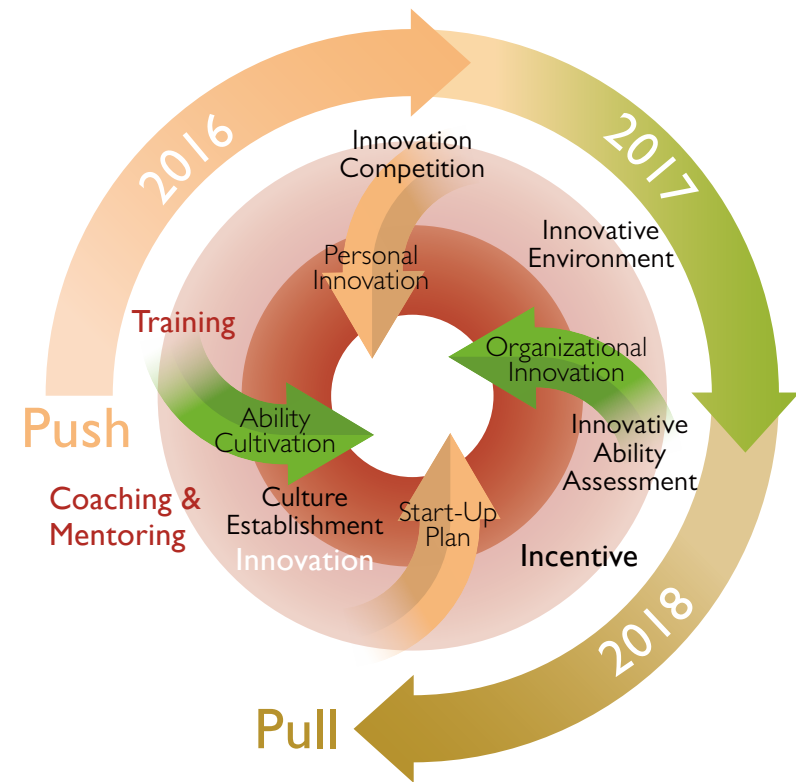 2016
2017
Innovation
Competition
Innovative
Environment
Personal
Innovation
Training
Organizational
Innovation
Push
Ability
Cultivation
Innovative
Ability
Assessment
Coaching &
Mentoring
Culture
Establishment
Innovation
Start-Up
Plan
Incentive
2018
Pull